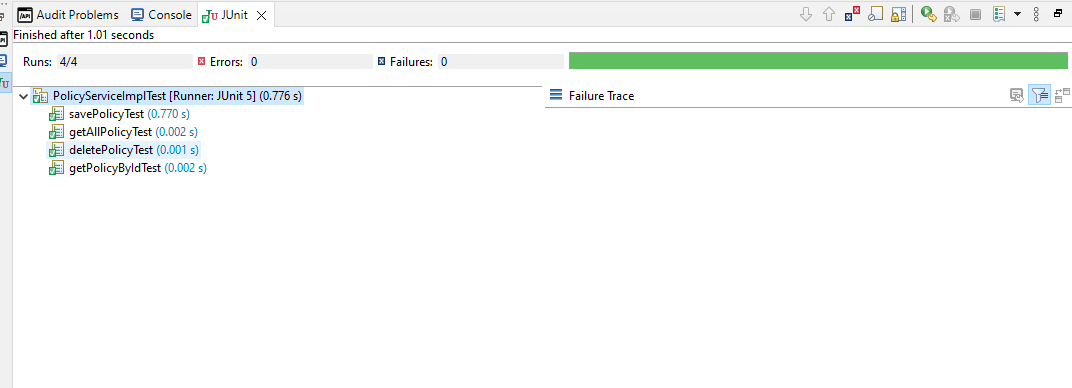 Audit Problems Console JUnit
Finished after 1.01 seconds
Runs: 4/4 Errors: 0 Failures: 0
PolicyServiceImplTest [Runner: JUnit 5] (0.776 s)
Failure Trace
savePolicyTest (0.770 s)
getAllPolicyTest (0.002 s)
deletePolicyTest (0.001 s)
getPolicyByIdTest (0.002 s)